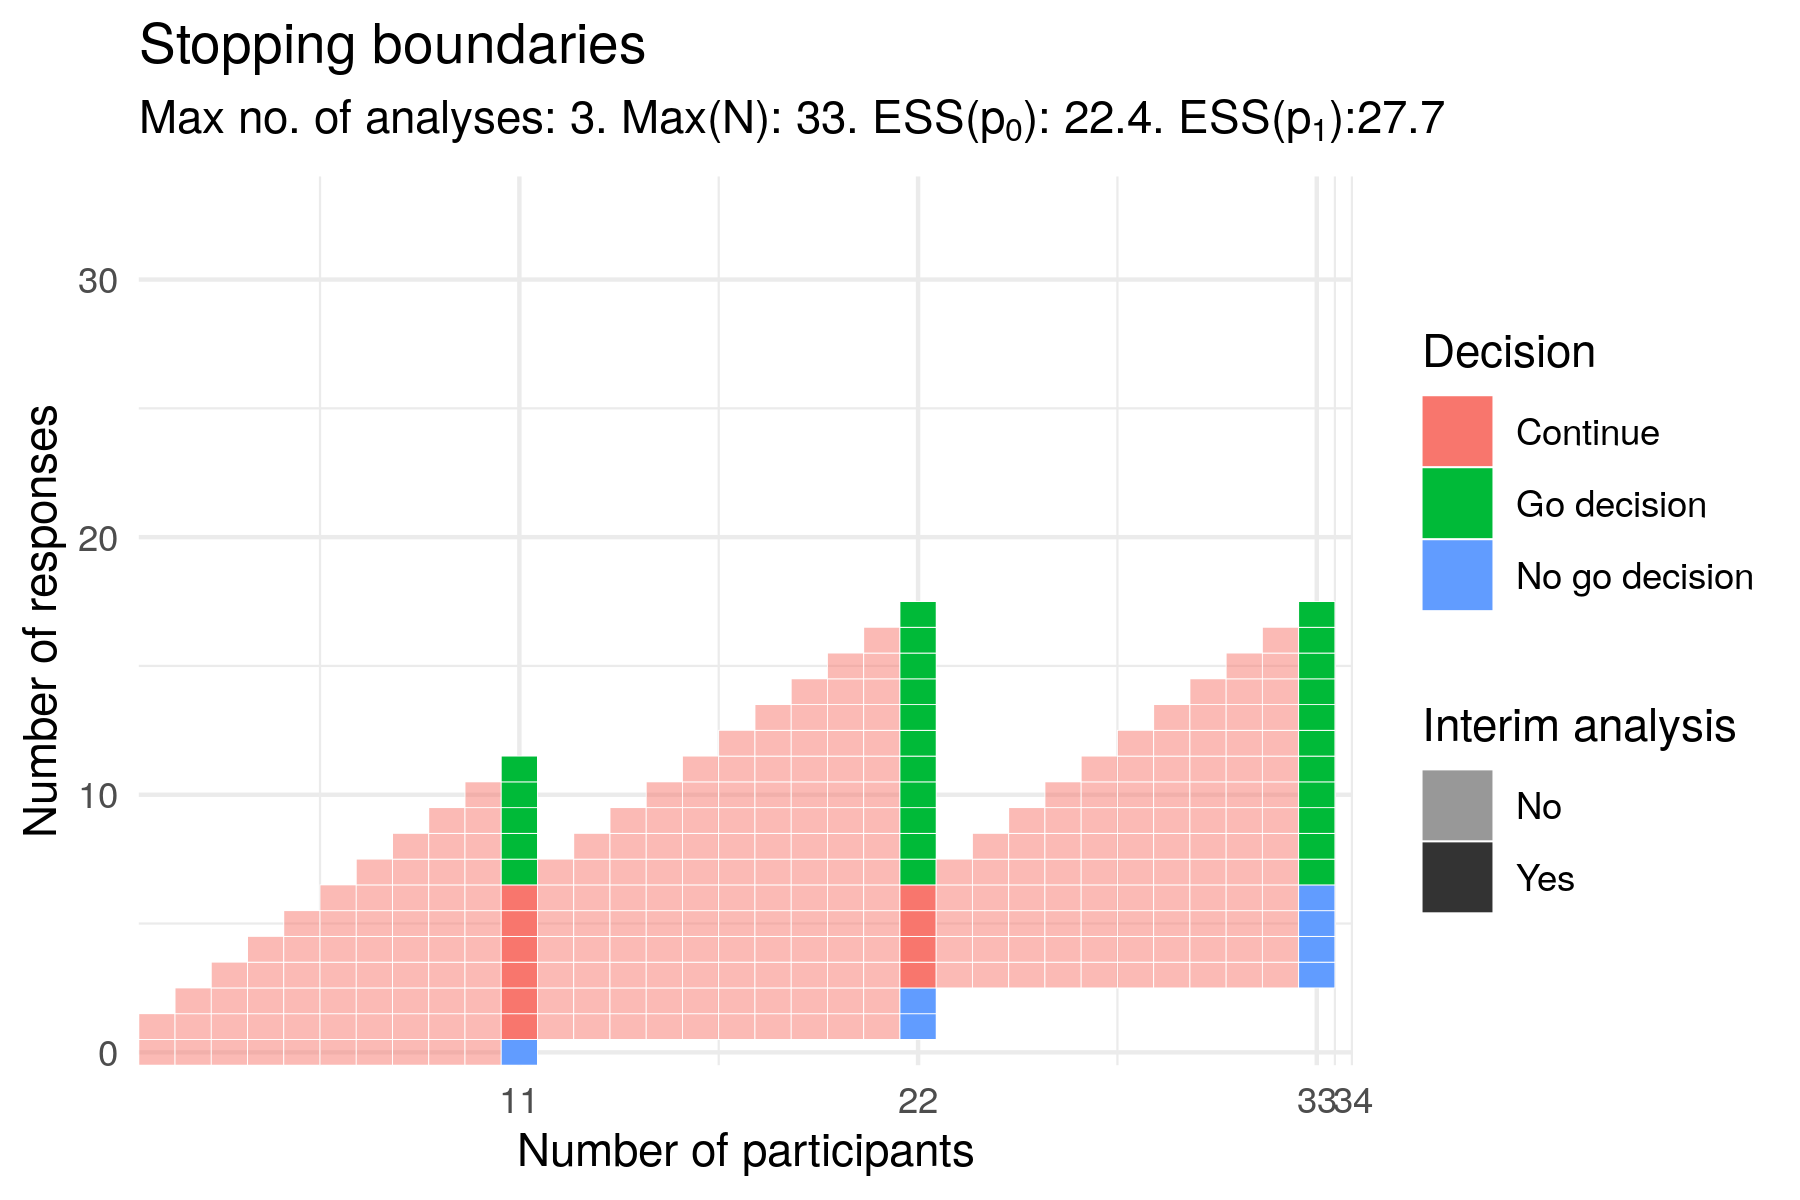 Stopping boundaries
Max no. of analyses: 3. Max(N): 33. ESS(p₀): 22.4. ESS(p₁):27.7
30
20
10
0
Number of responses
11
22
33
34
Number of participants
Decision
Continue
Go decision
No go decision
Interim analysis
No
Yes